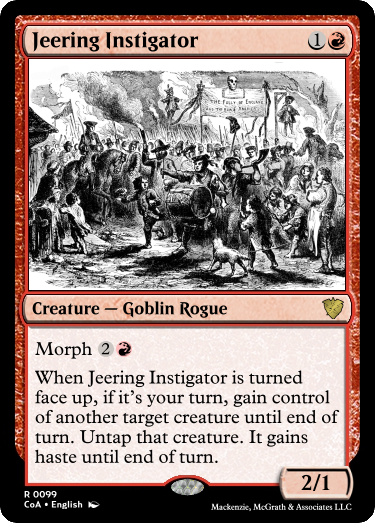 Jeering Instigator 1
Creature — Goblin Rogue
Morph 2
When Jeering Instigator is turned
face up, if it's your turn, gain control
of another target creature until end of
turn. Untap that creature. It gains
haste until end of turn.
2/1
R 0099
CoA • English
Mackenzie, McGrath & Associates LLC